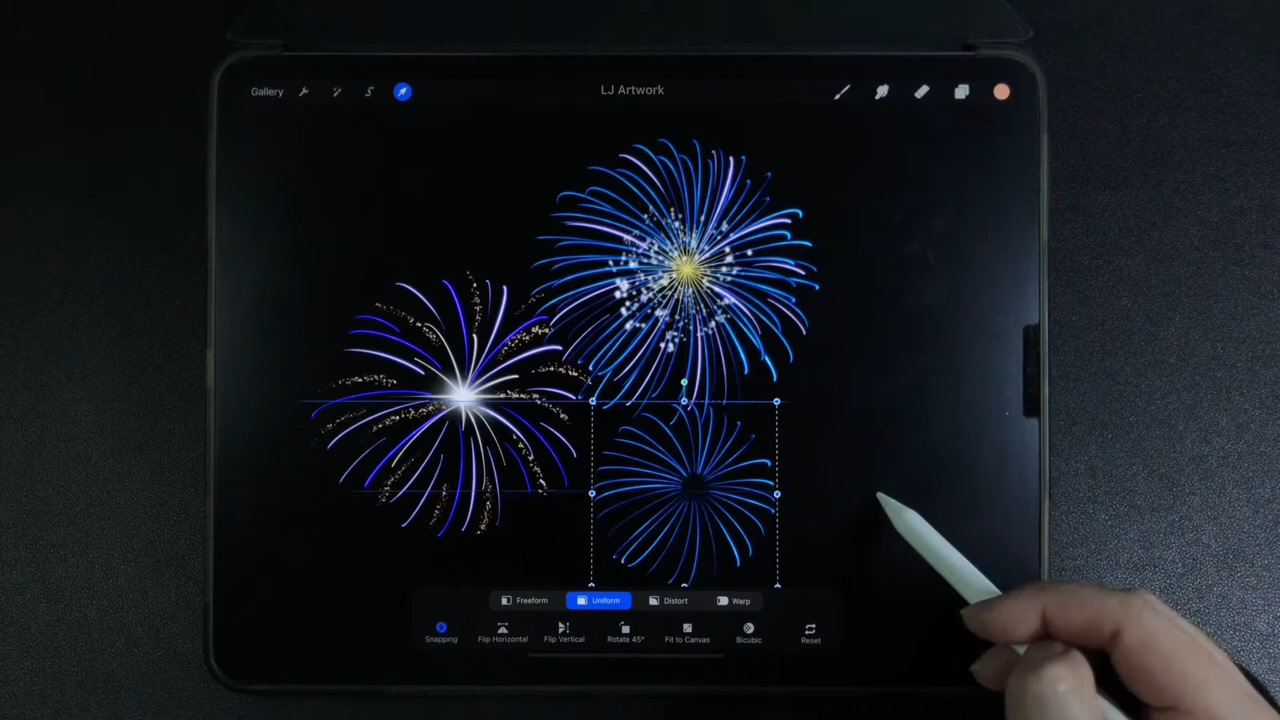 Gallery
LJ Artwork
Freeform Uniform Distort Warp
Snapping Flip Horizontal Flip Vertical Rotate 45° Fit to Canvas Bicubic Reset